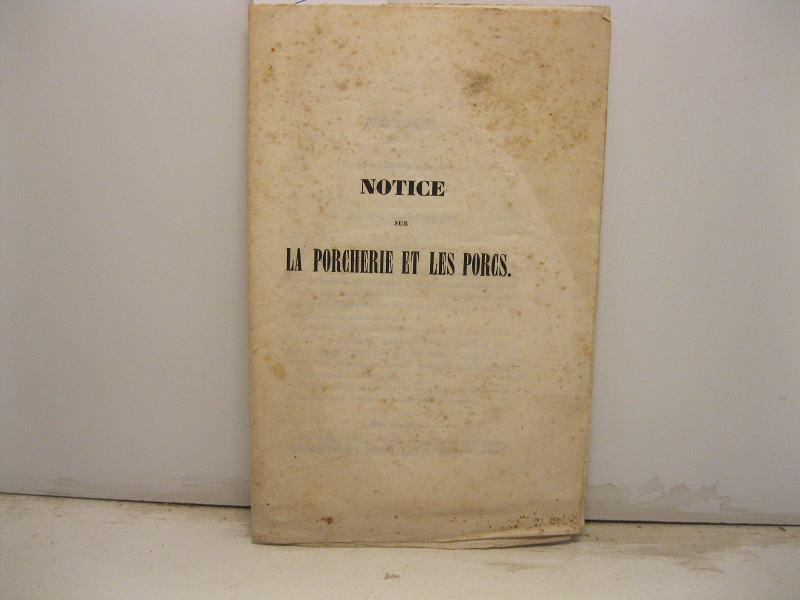 NOTICE
SUR
LA PORCHERIE ET LES PORCS.